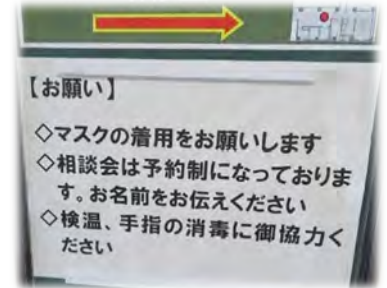 【お願い】
◇マスクの着用をお願いします
◇相談会は予約制になっておりま
す。お名前をお伝えください
◇検温、手指の消毒に御協力く
ださい